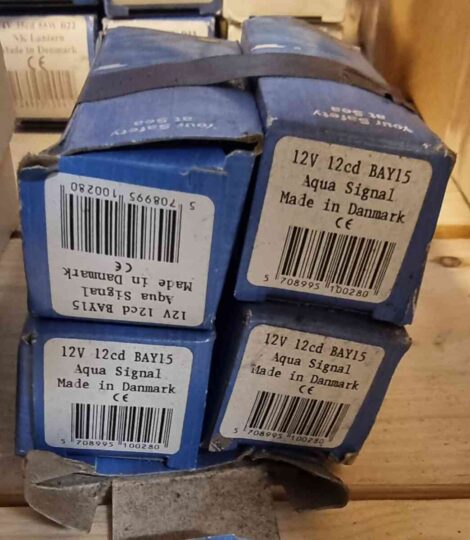 NK Lantern
Made in Danmark
CE
Your Safety
at Sea
Your Safety
at Sea
12V 12cd BAY15
Aqua Signal
Made in Danmark
CE
5 708995 100280
12V 12cd BAY15
Aqua Signal
Made in Danmark
CE
5 708995 100280
12V 12cd BAY15
Aqua Signal
Made in Danmark
CE
5 708995 100280
12V 12cd BAY15
Aqua Signal
Made in Danmark
CE
5 708995 100280